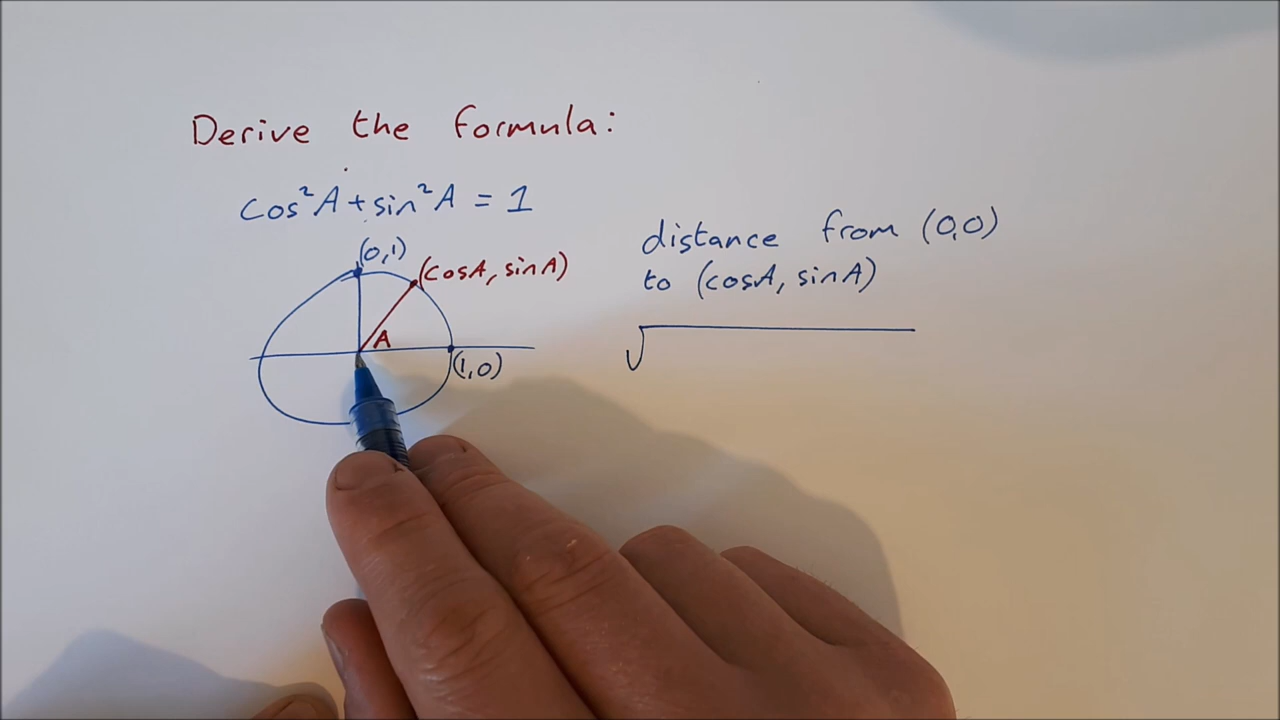 Derive the formula:
cos²A + sin²A = 1
(0,1)
(cosA, sinA)
A
(1,0)
distance from (0,0)
to (cosA, sinA)
√